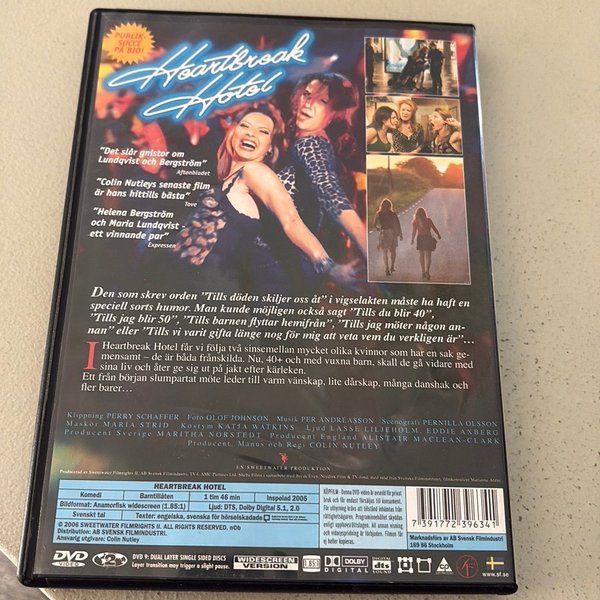 PUBLIK-
SUCCÉ
PÅ BIO!
Heartbreak
Hotel
"Det slår gnistor om
Lundqvist och Bergström"
Aftonbladet
"Colin Nutleys senaste film
är hans hittills bästa"
Tove
"Helena Bergström
och Maria Lundqvist -
ett vinnande par"
Expressen
Den som skrev orden "Tills döden skiljer oss åt" i vigselakten måste ha haft en
speciell sorts humor. Man kunde möjligen också sagt "Tills du blir 40",
"Tills jag blir 50", "Tills barnen flyttar hemifrån", "Tills jag möter någon an-
nan" eller "Tills vi varit gifta länge nog för mig att veta vem du verkligen är"...
I Heartbreak Hotel får vi följa två sinsemellan mycket olika kvinnor som har en sak ge-
mensamt – de är båda frånskilda. Nu, 40+ och med vuxna barn, skall de gå vidare med
sina liv och åter ge sig ut på jakt efter kärleken.
Ett från början slumpartat möte leder till varm vänskap, lite dårskap, många danshak och
fler barer...
Klippning PERRY SCHAFFER Foto OLOF JOHNSON Musik PER ANDREASSON Scenografi PERNILLA OLSSON
Maskör MARIA STRID Kostym KATJA WATKINS Ljud LASSE LILJEHOLM, EDDIE AXBERG
Producent Sverige MARITHA NORSTEDT Producent England ALISTAIR MACLEAN-CLARK
Producent, Manus och Regi COLIN NUTLEY
EN SWEETWATER PRODUKTION
HEARTBREAK HOTEL
Komedi
Barntillåten
1 tim 46 min
Inspelad 2005
Bildformat: Anamorfisk widescreen (1.85:1)
Ljud: DTS, Dolby Digital 5.1, 2.0
Svenskt tal
Texter: engelska, svenska för hörselskadade
© 2006 SWEETWATER FILMRIGHTS II. ALL RIGHTS RESERVED. nOb
Distribution: AB SVENSK FILMINDUSTRI.
Ansvarig utgivare: Colin Nutley
7 391772 396341
Marknadsförs av AB Svensk Filmindustri
169 86 Stockholm
DVD
VIDEO
2
DVD 9: DUAL LAYER SINGLE SIDED DISCS
Layer transition may trigger a slight pause.
WIDESCREEN
VERSION
1.85:1
DOLBY
DIGITAL
dts
SOUND
www.sf.se